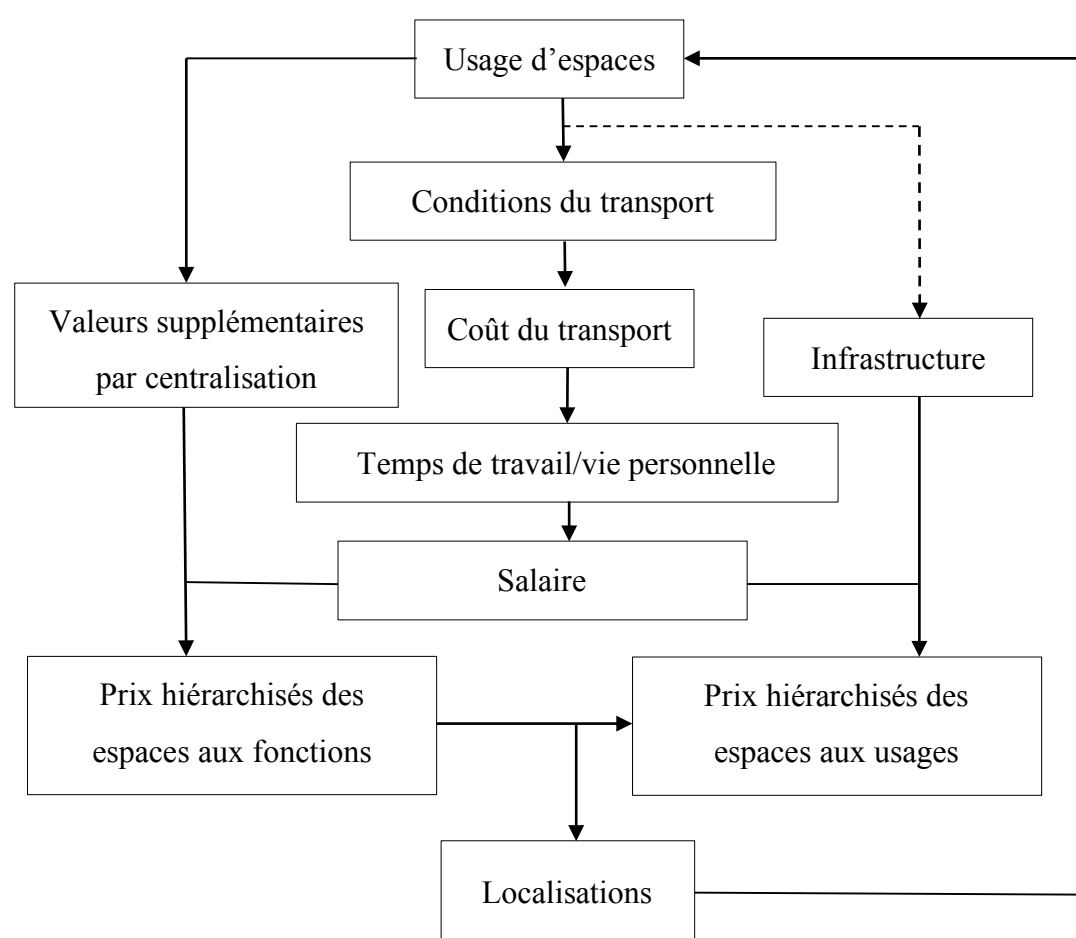 Usage d’espaces
Conditions du transport
Valeurs supplémentaires
par centralisation
Coût du transport
Infrastructure
Temps de travail/vie personnelle
Salaire
Prix hiérarchisés des
espaces aux fonctions
Prix hiérarchisés des
espaces aux usages
Localisations